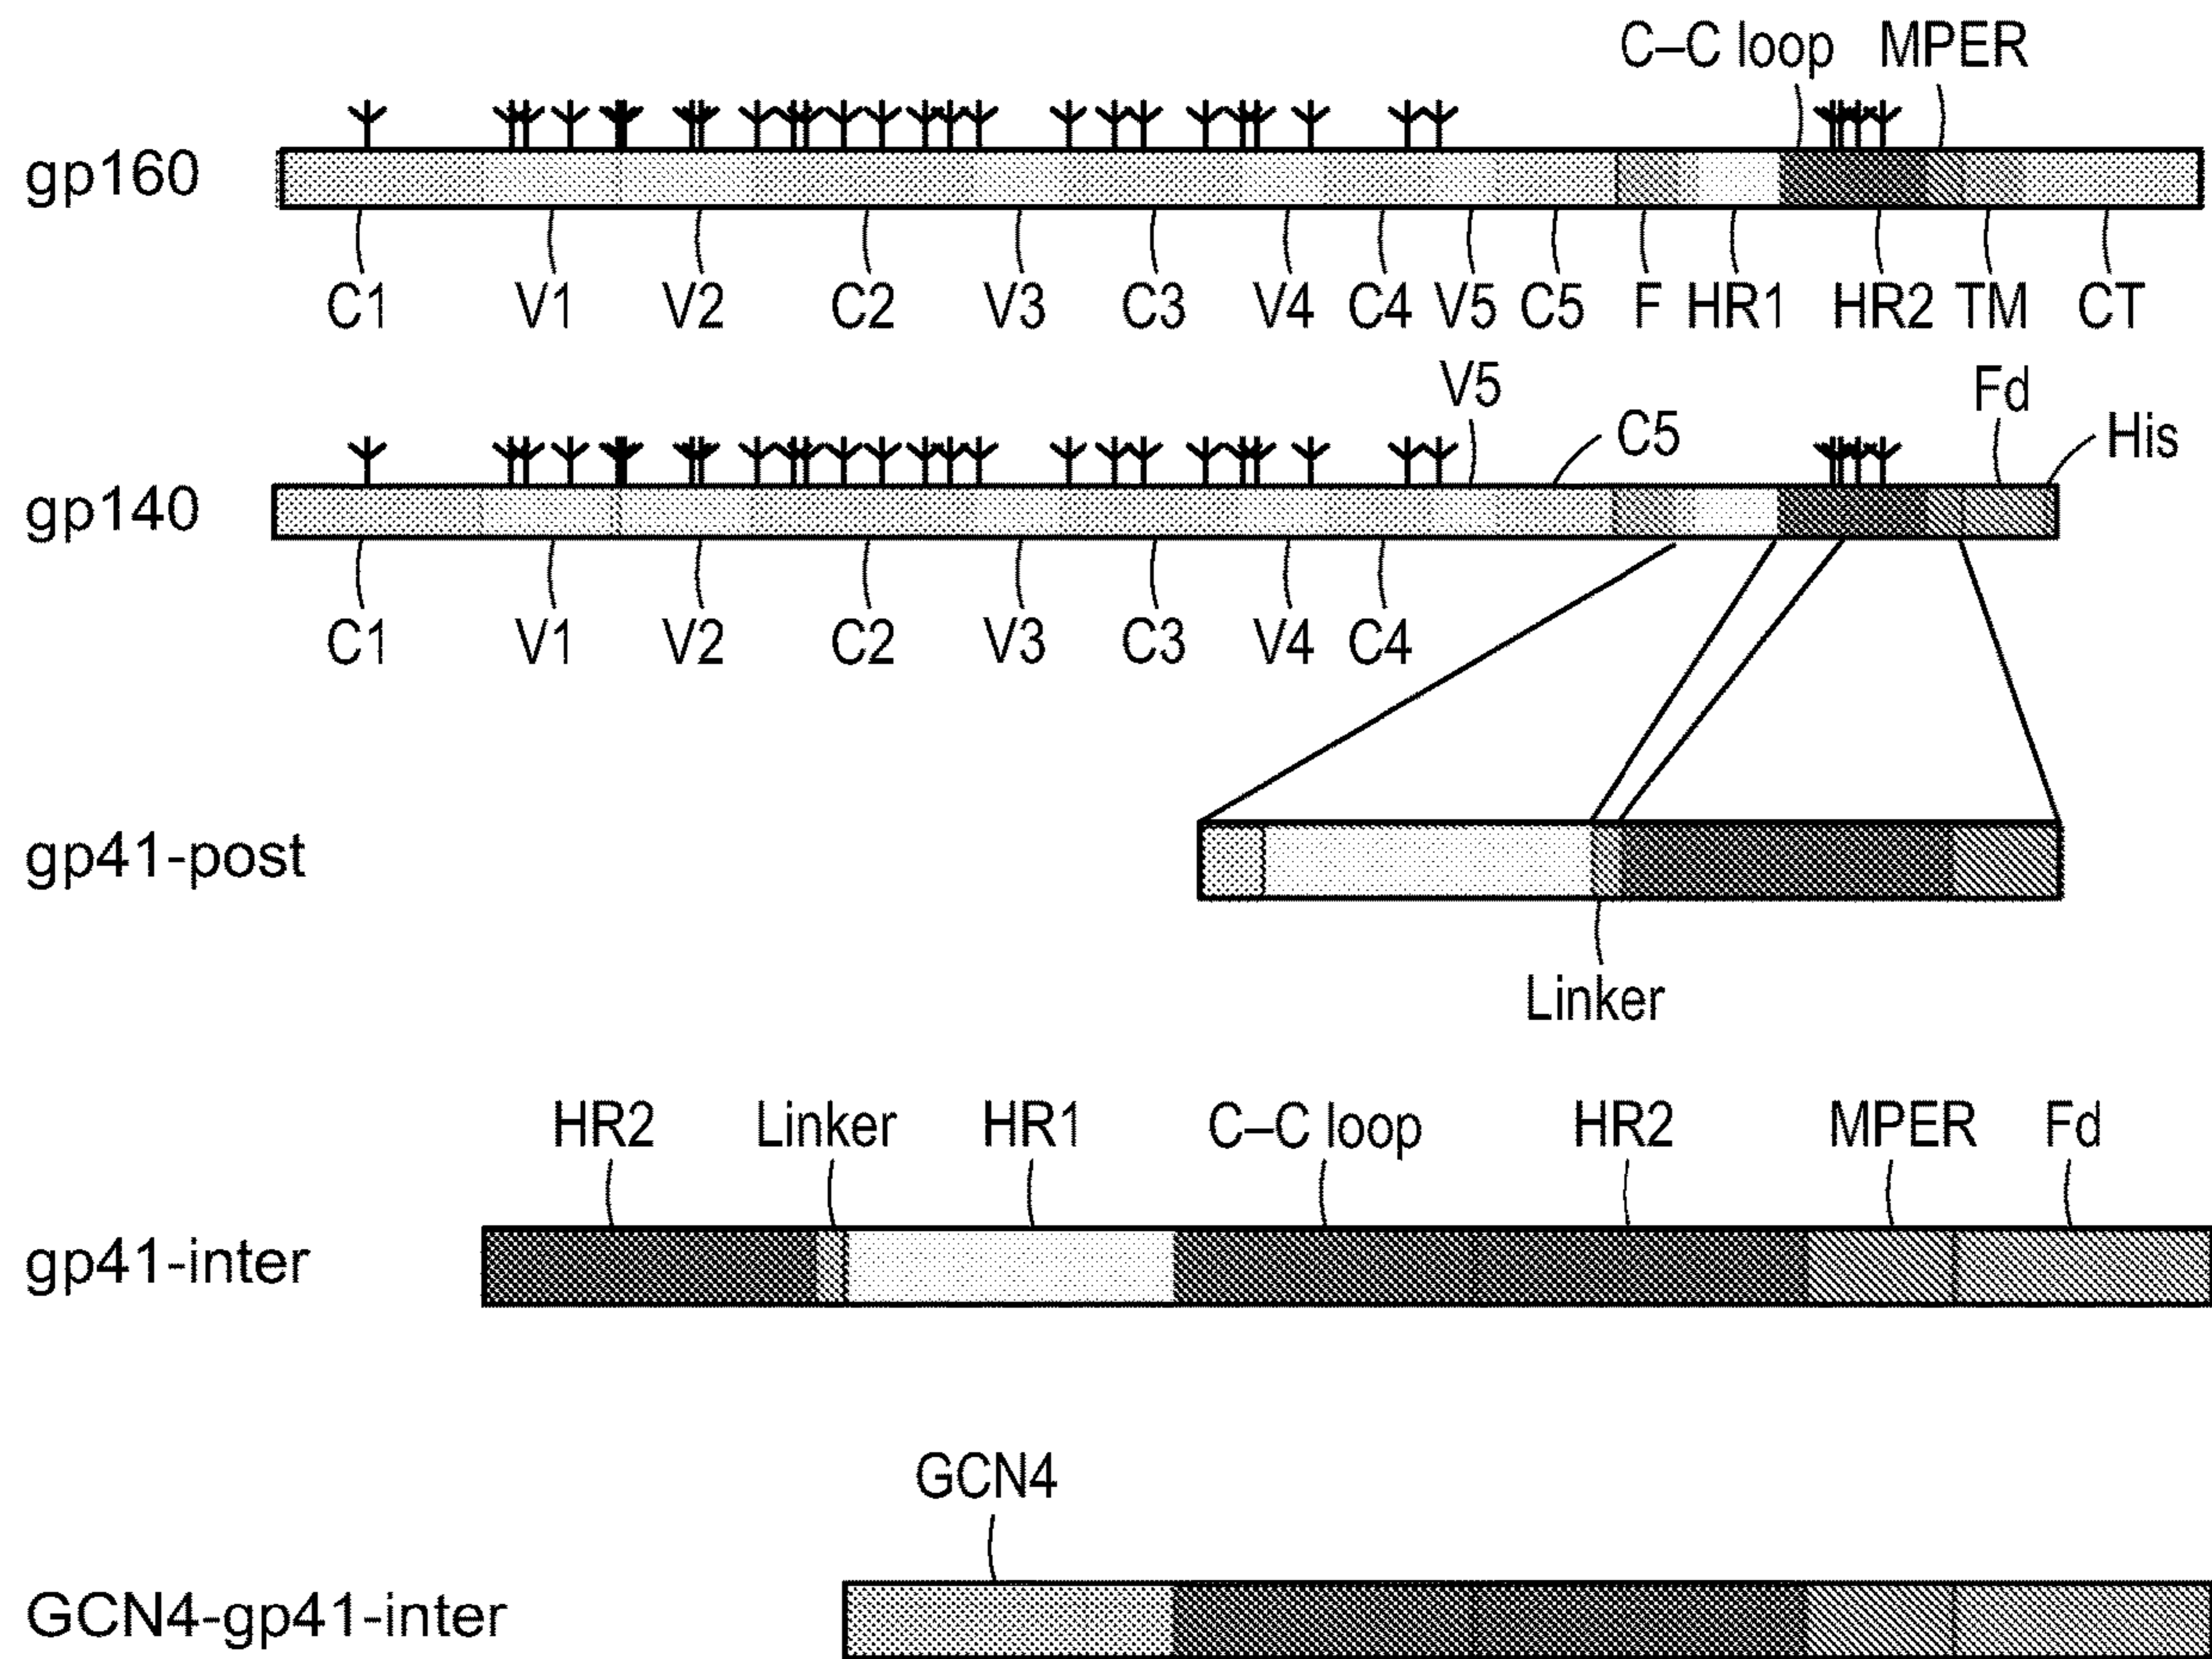 C–C loop MPER
gp160
C1 V1 V2 C2 V3 C3 V4 C4 V5 C5 F HR1 HR2 TM CT
V5 C5 Fd His
gp140
C1 V1 V2 C2 V3 C3 V4 C4
gp41-post
Linker
HR2 Linker HR1 C–C loop HR2 MPER Fd
gp41-inter
GCN4
GCN4-gp41-inter